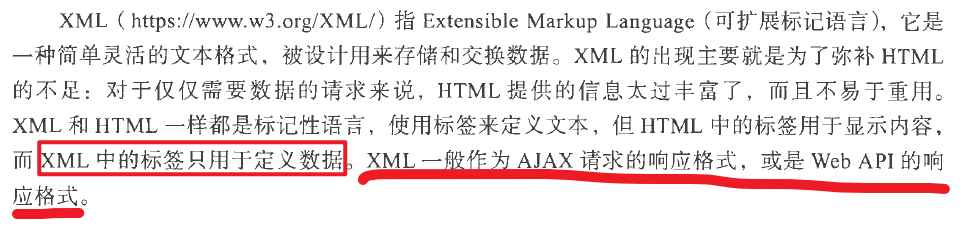 XML（https://www.w3.org/XML/）指 Extensible Markup Language（可扩展标记语言），它是
一种简单灵活的文本格式，被设计用来存储和交换数据。XML 的出现主要就是为了弥补 HTML
的不足：对于仅仅需要数据的请求来说，HTML 提供的信息太过丰富了，而且不易于重用。
XML 和 HTML 一样都是标记性语言，使用标签来定义文本，但 HTML 中的标签用于显示内容，
而 XML 中的标签只用于定义数据。XML 一般作为 AJAX 请求的响应格式，或是 Web API 的响
应格式。